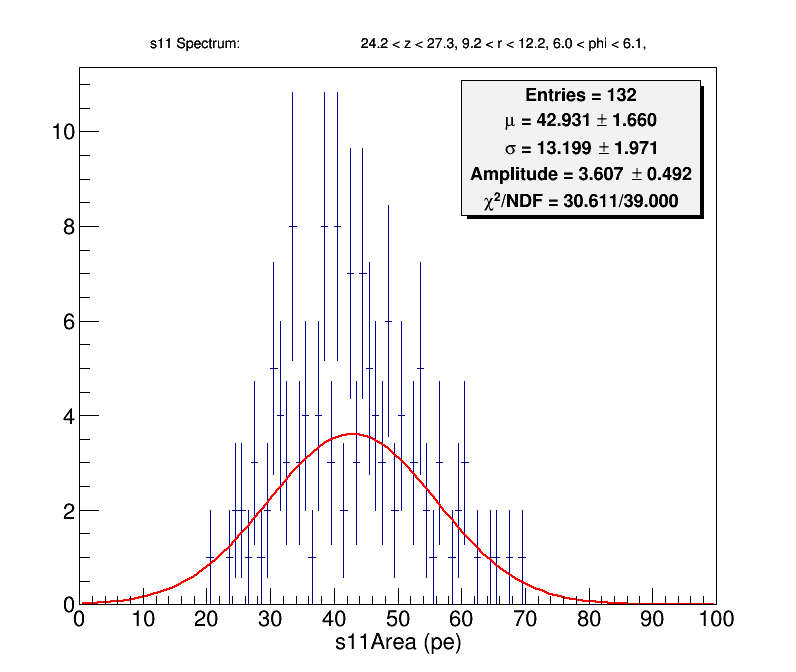 s11 Spectrum: 24.2 < z < 27.3, 9.2 < r < 12.2, 6.0 < phi < 6.1,
Entries = 132
μ = 42.931 ± 1.660
σ = 13.199 ± 1.971
Amplitude = 3.607 ± 0.492
χ²/NDF = 30.611/39.000
10
8
6
4
2
0
0 10 20 30 40 50 60 70 80 90 100
s11Area (pe)